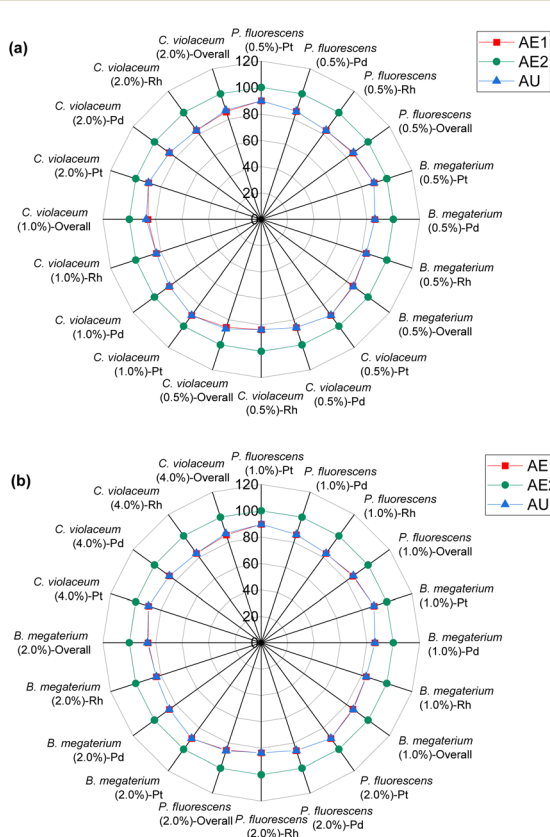 (a)
AE1
AE2
AU
120
100
80
60
40
20
0
P. fluorescens
(0.5%)-Pt
P. fluorescens
(0.5%)-Pd
P. fluorescens
(0.5%)-Rh
P. fluorescens
(0.5%)-Overall
B. megaterium
(0.5%)-Pt
B. megaterium
(0.5%)-Pd
B. megaterium
(0.5%)-Rh
B. megaterium
(0.5%)-Overall
C. violaceum
(0.5%)-Pt
C. violaceum
(0.5%)-Pd
C. violaceum
(0.5%)-Rh
C. violaceum
(0.5%)-Overall
C. violaceum
(1.0%)-Pt
C. violaceum
(1.0%)-Pd
C. violaceum
(1.0%)-Rh
C. violaceum
(1.0%)-Overall
C. violaceum
(2.0%)-Pt
C. violaceum
(2.0%)-Pd
C. violaceum
(2.0%)-Rh
C. violaceum
(2.0%)-Overall
(b)
AE
AE2
AU
120
100
80
60
40
20
0
P. fluorescens
(1.0%)-Pt
P. fluorescens
(1.0%)-Pd
P. fluorescens
(1.0%)-Rh
P. fluorescens
(1.0%)-Overall
B. megaterium
(1.0%)-Pt
B. megaterium
(1.0%)-Pd
B. megaterium
(1.0%)-Rh
B. megaterium
(1.0%)-Overall
P. fluorescens
(2.0%)-Pt
P. fluorescens
(2.0%)-Pd
P. fluorescens
(2.0%)-Rh
P. fluorescens
(2.0%)-Overall
B. megaterium
(2.0%)-Pt
B. megaterium
(2.0%)-Pd
B. megaterium
(2.0%)-Rh
B. megaterium
(2.0%)-Overall
C. violaceum
(4.0%)-Pt
C. violaceum
(4.0%)-Pd
C. violaceum
(4.0%)-Rh
C. violaceum
(4.0%)-Overall